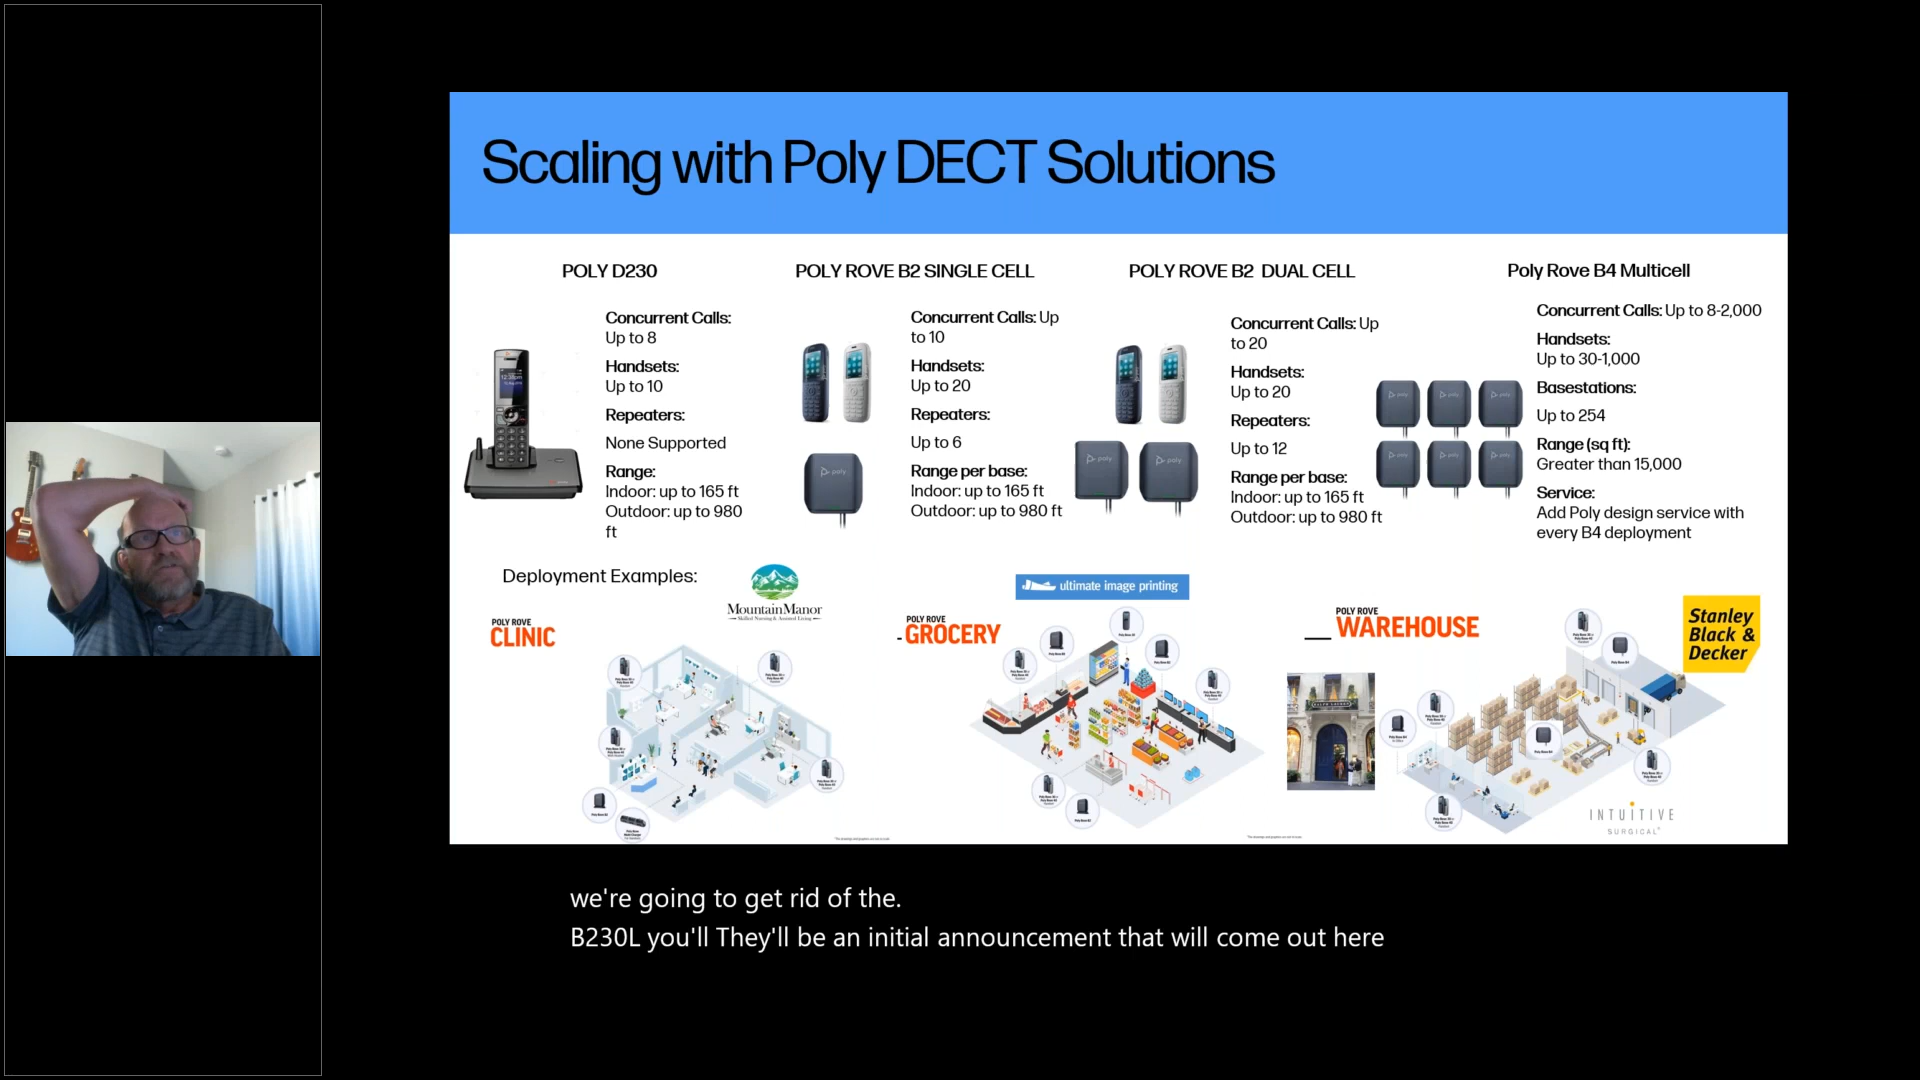 Scaling with Poly DECT Solutions
POLY D230
Concurrent Calls:
Up to 8
Handsets:
Up to 10
Repeaters:
None Supported
Range:
Indoor: up to 165 ft
Outdoor: up to 980
ft
POLY ROVE B2 SINGLE CELL
Concurrent Calls: Up
to 10
Handsets:
Up to 20
Repeaters:
Up to 6
Range per base:
Indoor: up to 165 ft
Outdoor: up to 980 ft
poly
POLY ROVE B2 DUAL CELL
Concurrent Calls: Up
to 20
Handsets:
Up to 20
Repeaters:
Up to 12
Range per base:
Indoor: up to 165 ft
Outdoor: up to 980 ft
poly
poly
Poly Rove B4 Multicell
Concurrent Calls: Up to 8-2,000
Handsets:
Up to 30-1,000
Basestations:
Up to 254
Range (sq ft):
Greater than 15,000
Service:
Add Poly design service with
every B4 deployment
poly
poly
poly
poly
poly
poly
Deployment Examples:
MountainManor
Skilled Nursing & Assisted Living
POLY ROVE
CLINIC
ultimate image printing
POLY ROVE
-GROCERY
POLY ROVE
WAREHOUSE
Stanley
Black &
Decker
INTUITIVE
SURGICAL®
we're going to get rid of the.
B230L you'll They'll be an initial announcement that will come out here